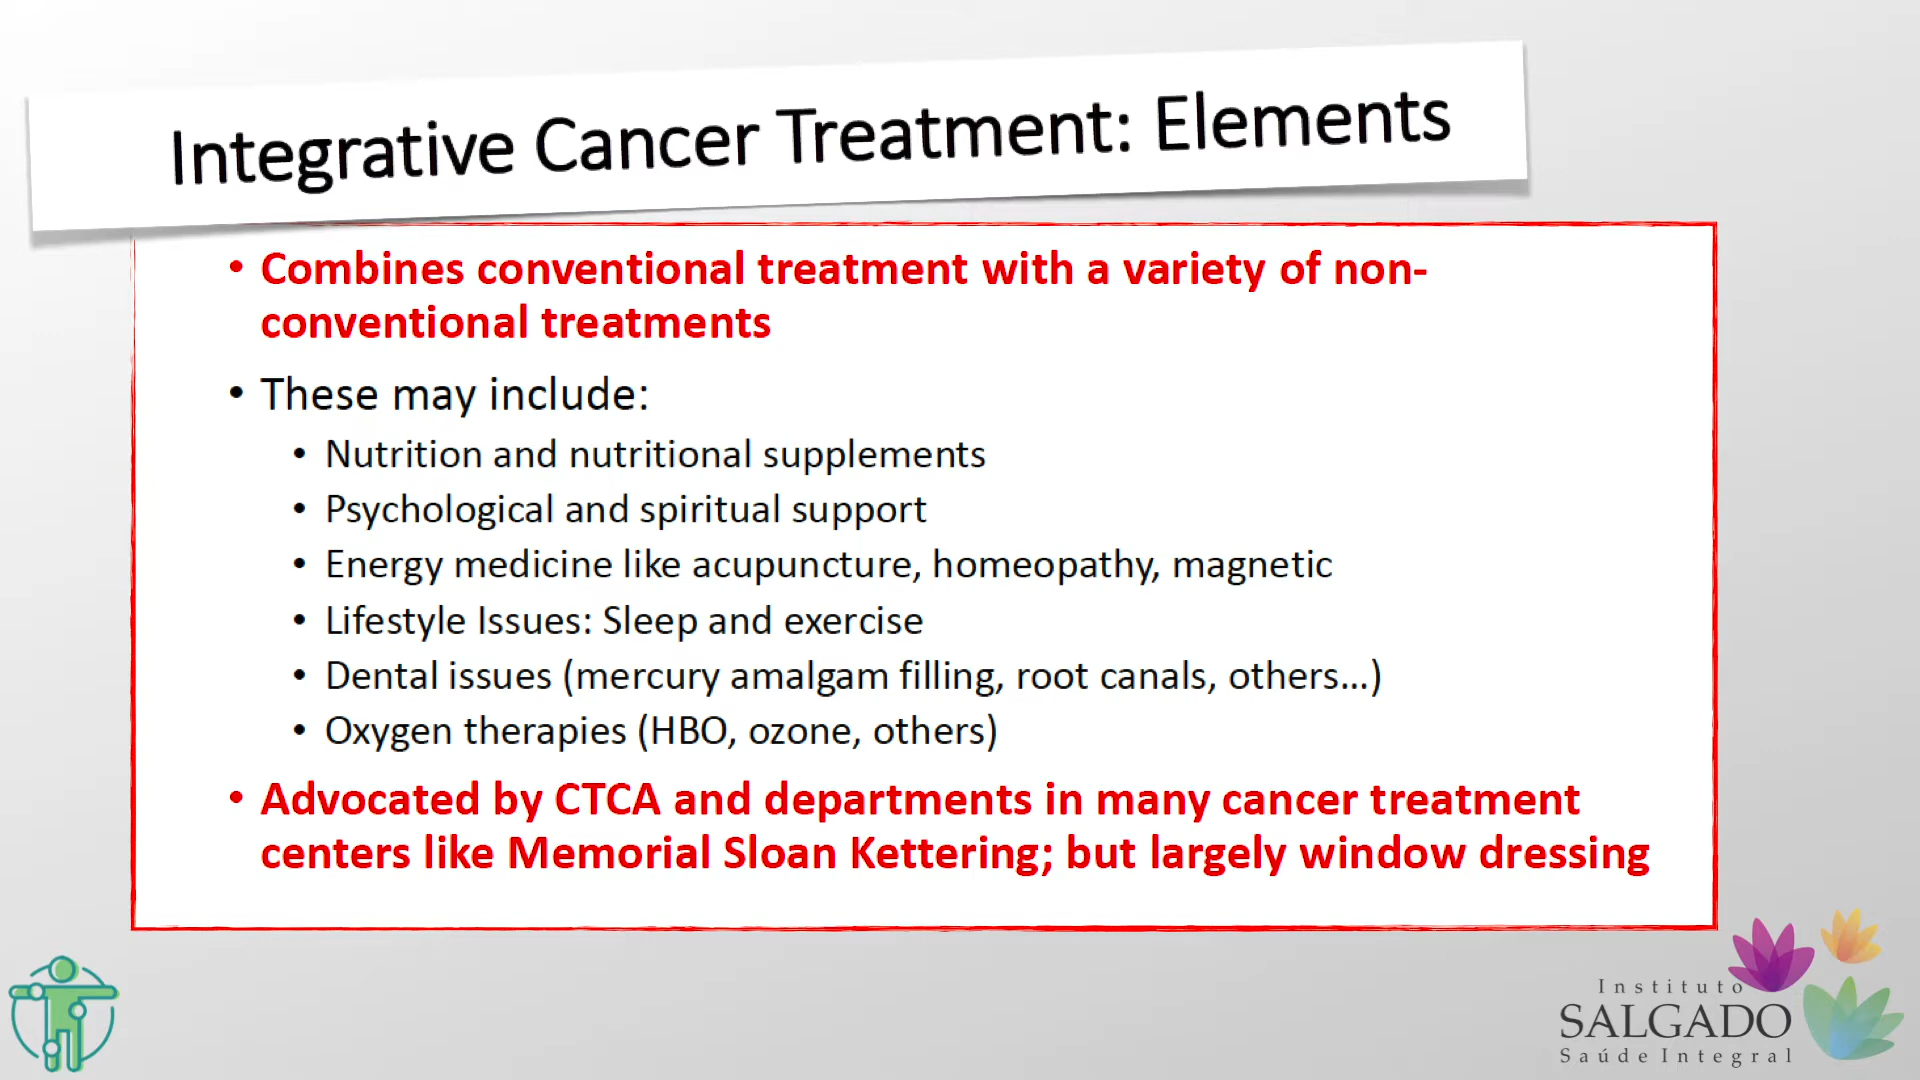 Integrative Cancer Treatment: Elements
• Combines conventional treatment with a variety of non-
conventional treatments
• These may include:
• Nutrition and nutritional supplements
• Psychological and spiritual support
• Energy medicine like acupuncture, homeopathy, magnetic
• Lifestyle Issues: Sleep and exercise
• Dental issues (mercury amalgam filling, root canals, others...)
• Oxygen therapies (HBO, ozone, others)
• Advocated by CTCA and departments in many cancer treatment
centers like Memorial Sloan Kettering; but largely window dressing
Instituto
SALGADO
Saúde Integral